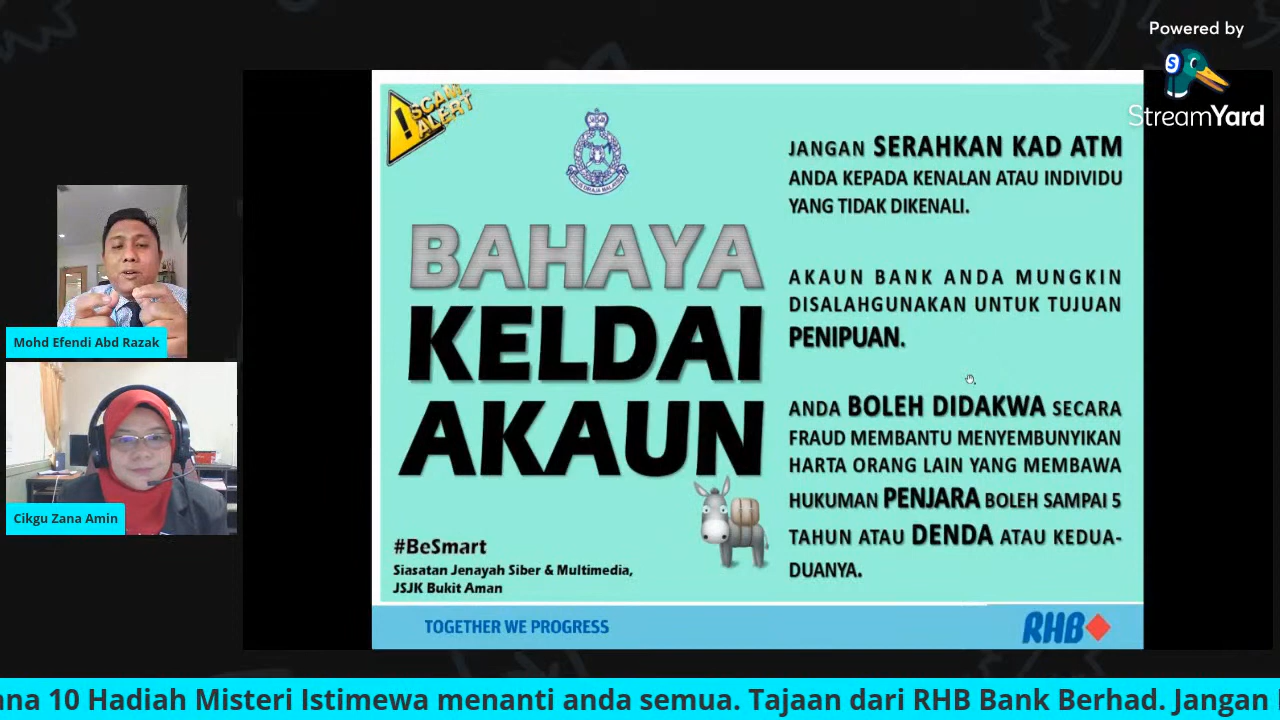 Powered by
StreamYard
SCAM
ALERT
POLIS DIRAJA MALAYSIA
BAHAYA
KELDAI
AKAUN
#BeSmart
Siasatan Jenayah Siber & Multimedia,
JSJK Bukit Aman
JANGAN SERAHKAN KAD ATM
ANDA KEPADA KENALAN ATAU INDIVIDU
YANG TIDAK DIKENALI.
AKAUN BANK ANDA MUNGKIN
DISALAHGUNAKAN UNTUK TUJUAN
PENIPUAN.
ANDA BOLEH DIDAKWA SECARA
FRAUD MEMBANTU MENYEMBUNYIKAN
HARTA ORANG LAIN YANG MEMBAWA
HUKUMAN PENJARA BOLEH SAMPAI 5
TAHUN ATAU DENDA ATAU KEDUA-
DUANYA.
TOGETHER WE PROGRESS
RHB
Mohd Efendi Abd Razak
Cikgu Zana Amin
10 Hadiah Misteri Istimewa menanti anda semua. Tajaan dari RHB Bank Berhad. Jangan